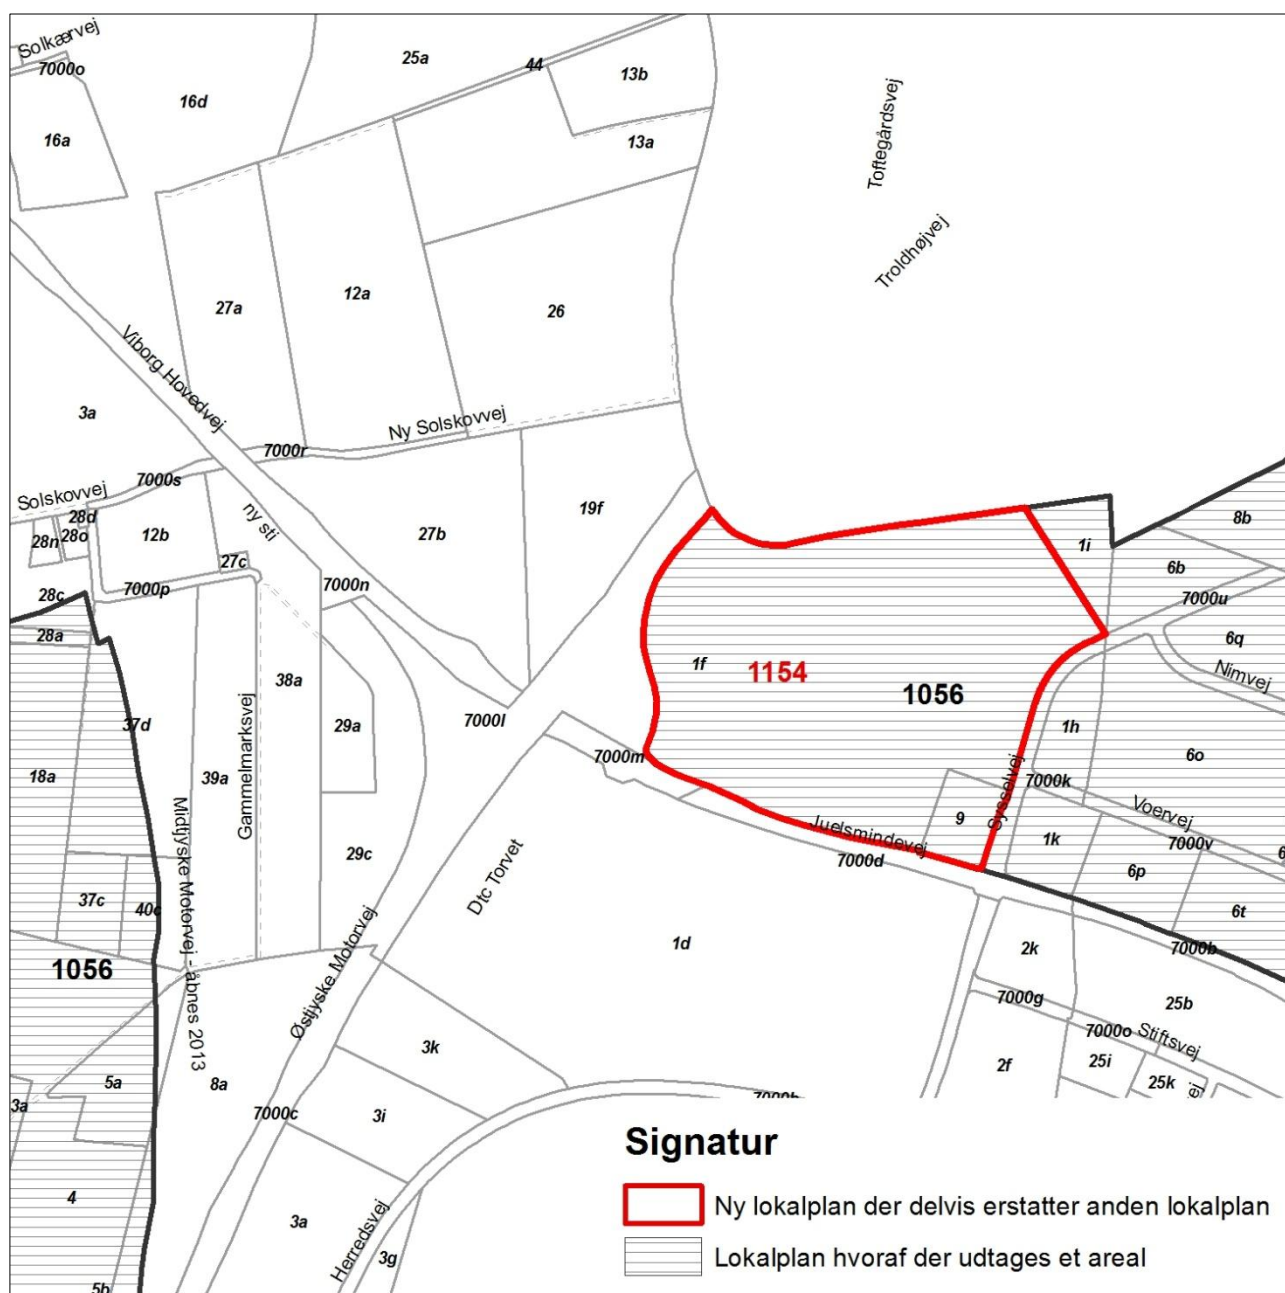 Solkærvej
7000o
25a
44
13b
16d
16a
13a
Toftegårdsvej
Troldhøjvej
27a
12a
26
Viborg Hovedvej
3a
Ny Solskovvej
7000r
7000s
Solskovvej
28d
28n
28o
12b
ny sti
27b
19f
8b
1i
27c
6b
28c
7000p
7000n
7000u
28a
6q
1f
1154
1056
Nimvej
38a
37d
29a
7000l
1h
7000m
6o
18a
39a
Gammelmarksvej
Sysselvej
7000k
Midtjyske Motorvej - åbnes 2013
Voervej
9
Juelsmindevej
1k
7000v
6
29c
7000d
6p
Dtc Torvet
37c
40c
6t
1d
2k
7000b
1056
Østjyske Motorvej
7000g
25b
7000o
Stiftsvej
3k
5a
8a
2f
25i
25k
vej
3a
7000c
3i
7000h
4
3a
Herredsvej
3g
5b
Signatur
Ny lokalplan der delvis erstatter anden lokalplan
Lokalplan hvoraf der udtages et areal